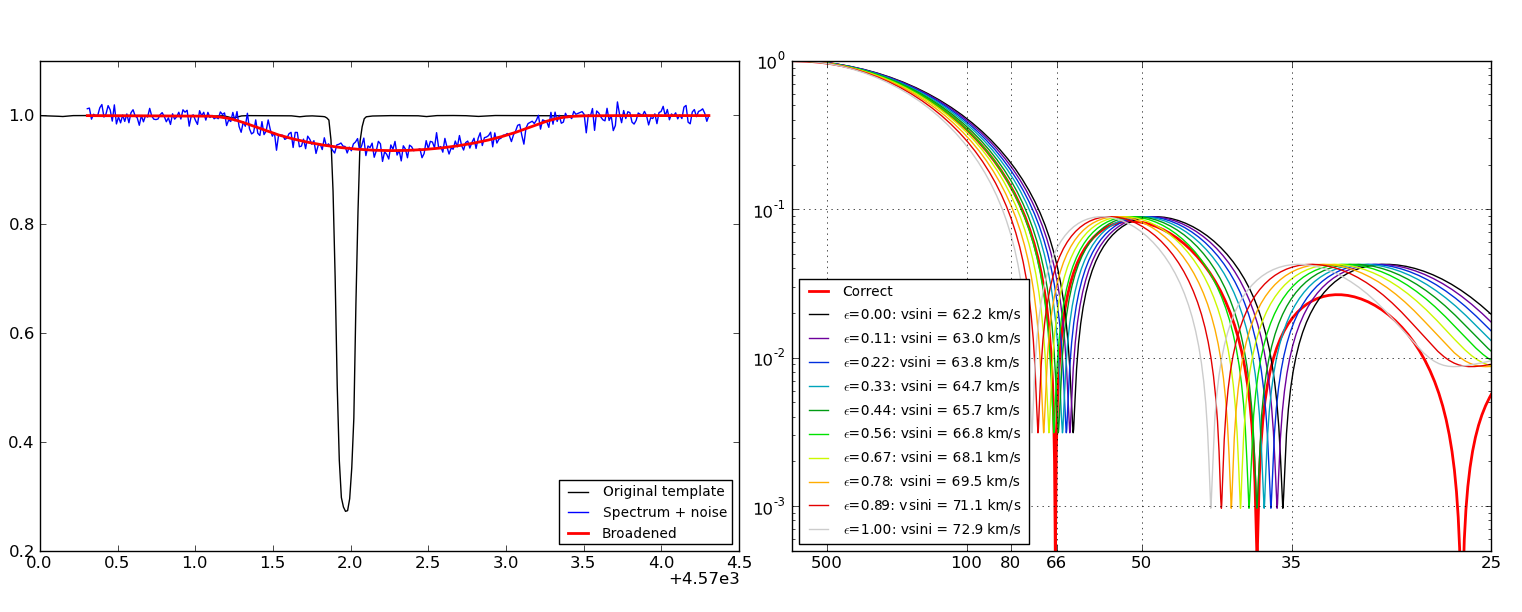 1.0
0.8
0.6
0.4
0.2
0.0 0.5 1.0 1.5 2.0 2.5 3.0 3.5 4.0 4.5
+4.57e3
Original template
Spectrum + noise
Broadened
10^0
10^-1
10^-2
10^-3
Correct
ϵ=0.00: vsini = 62.2 km/s
ϵ=0.11: vsini = 63.0 km/s
ϵ=0.22: vsini = 63.8 km/s
ϵ=0.33: vsini = 64.7 km/s
ϵ=0.44: vsini = 65.7 km/s
ϵ=0.56: vsini = 66.8 km/s
ϵ=0.67: vsini = 68.1 km/s
ϵ=0.78: vsini = 69.5 km/s
ϵ=0.89: vsini = 71.1 km/s
ϵ=1.00: vsini = 72.9 km/s
500 100 80 66 50 35 25